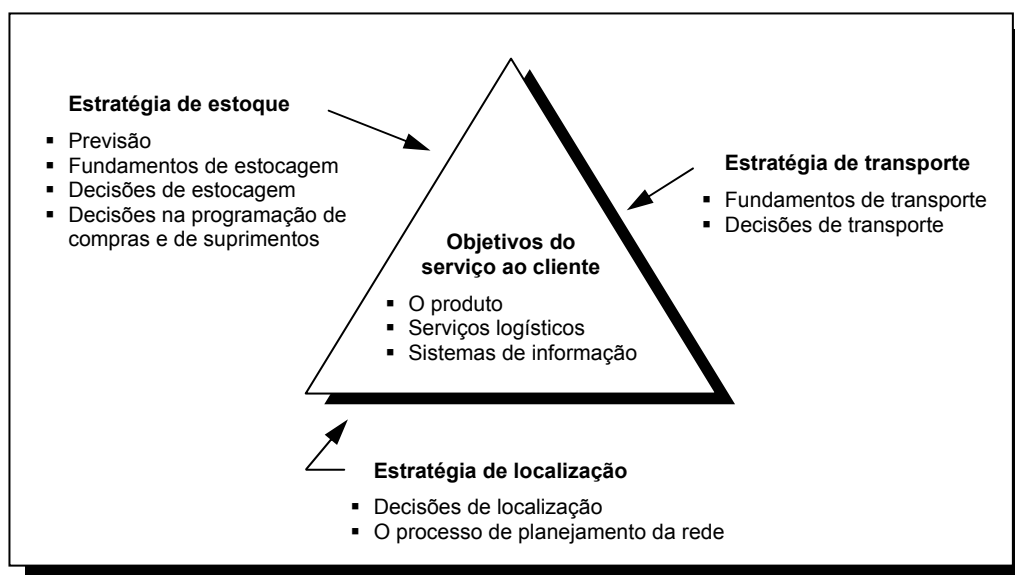 Estratégia de estoque
▪ Previsão
▪ Fundamentos de estocagem
▪ Decisões de estocagem
▪ Decisões na programação de
compras e de suprimentos
Estratégia de transporte
▪ Fundamentos de transporte
▪ Decisões de transporte
Objetivos do
serviço ao cliente
▪ O produto
▪ Serviços logísticos
▪ Sistemas de informação
Estratégia de localização
▪ Decisões de localização
▪ O processo de planejamento da rede